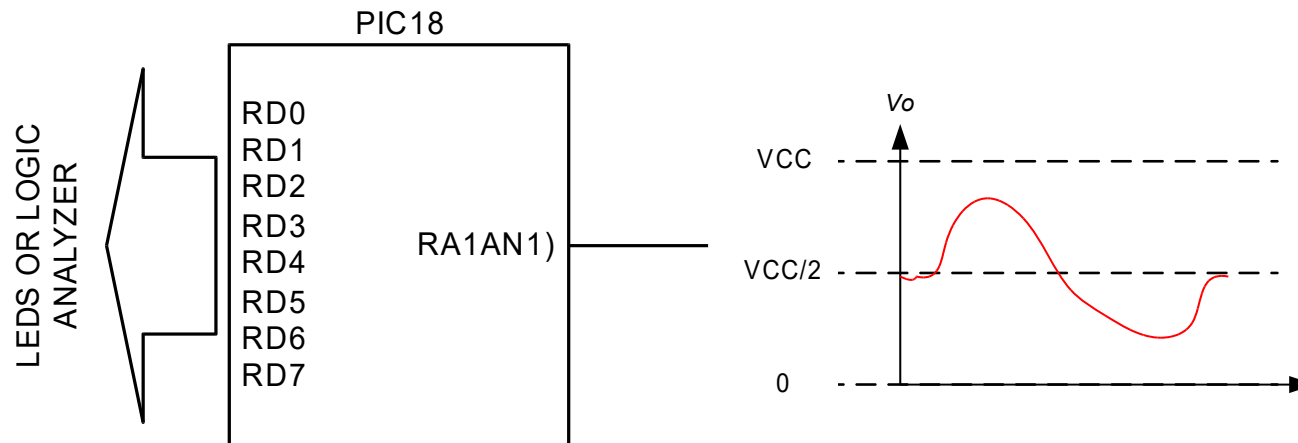 PIC18
LEDS OR LOGIC
ANALYZER
RD0
RD1
RD2
RD3
RD4
RD5
RD6
RD7
RA1AN1)
Vo
VCC
VCC/2
0